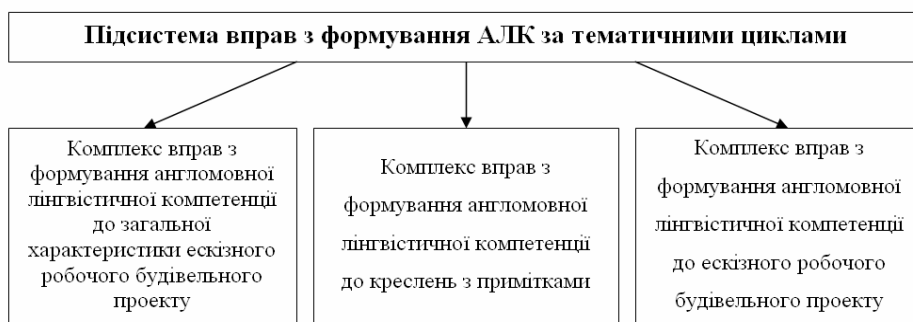 Підсистема вправ з формування АЛК за тематичними циклами
Комплекс вправ з
формування англомовної
лінгвістичної компетенції
до загальної
характеристики ескізного
робочого будівельного
проекту
Комплекс вправ з
формування англомовної
лінгвістичної компетенції
до креслень з примітками
Комплекс вправ з
формування англомовної
лінгвістичної компетенції
до ескізного робочого
будівельного проекту